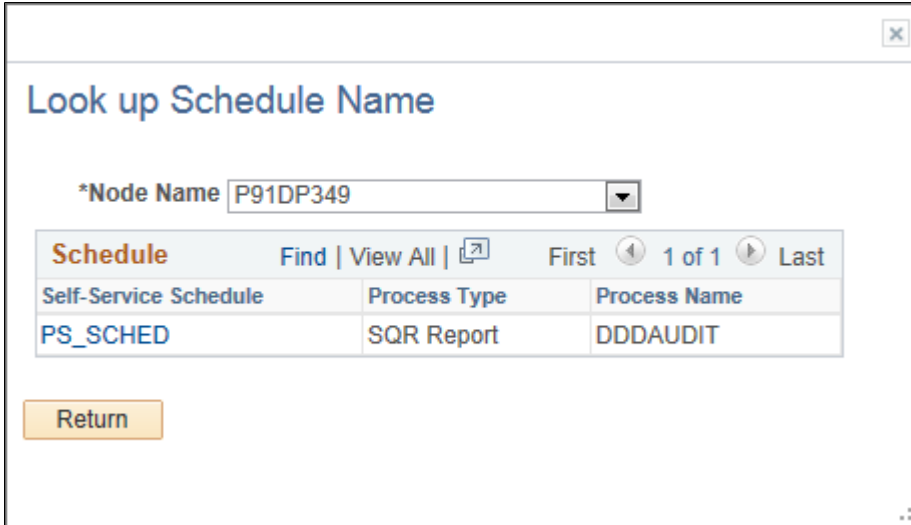 Look up Schedule Name
*Node Name P91DP349
Schedule Find | View All | First 1 of 1 Last
Self-Service Schedule Process Type Process Name
PS_SCHED SQR Report DDDAUDIT
Return